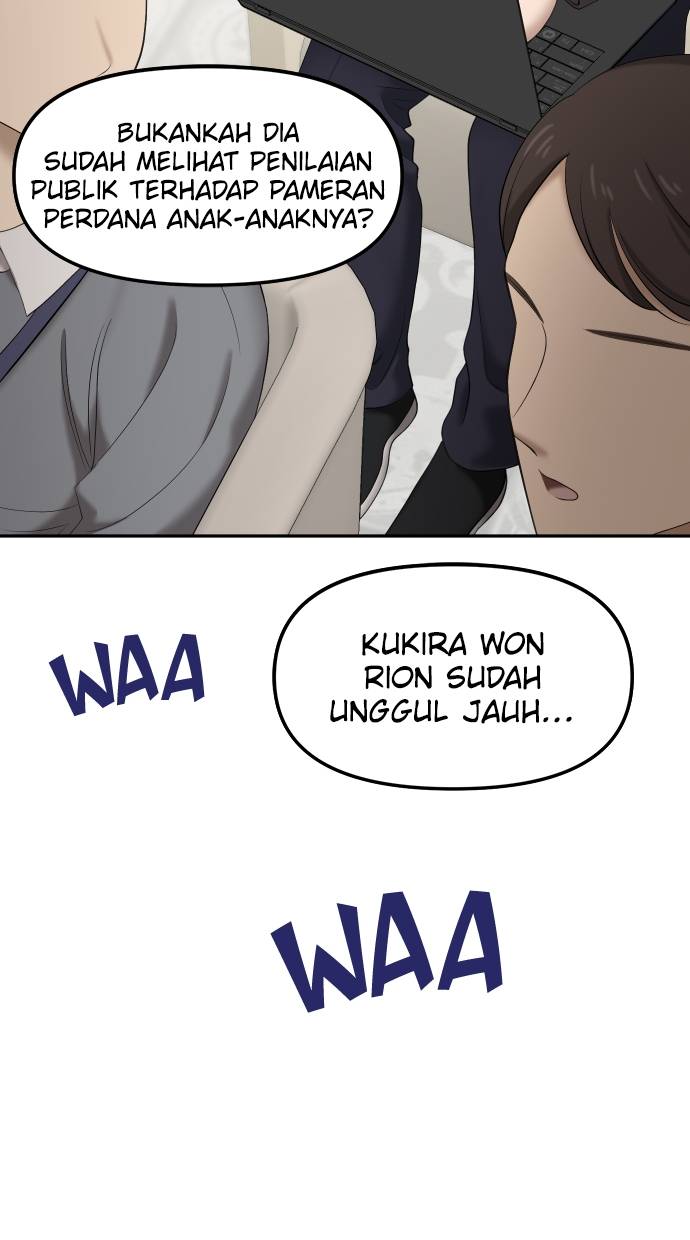 BUKANKAH DIA
SUDAH MELIHAT PENILAIAN
PUBLIK TERHADAP PAMERAN
PERDANA ANAK-ANAKNYA?
WAA
KUKIRA WON
RION SUDAH
UNGGUL JAUH...
WAA